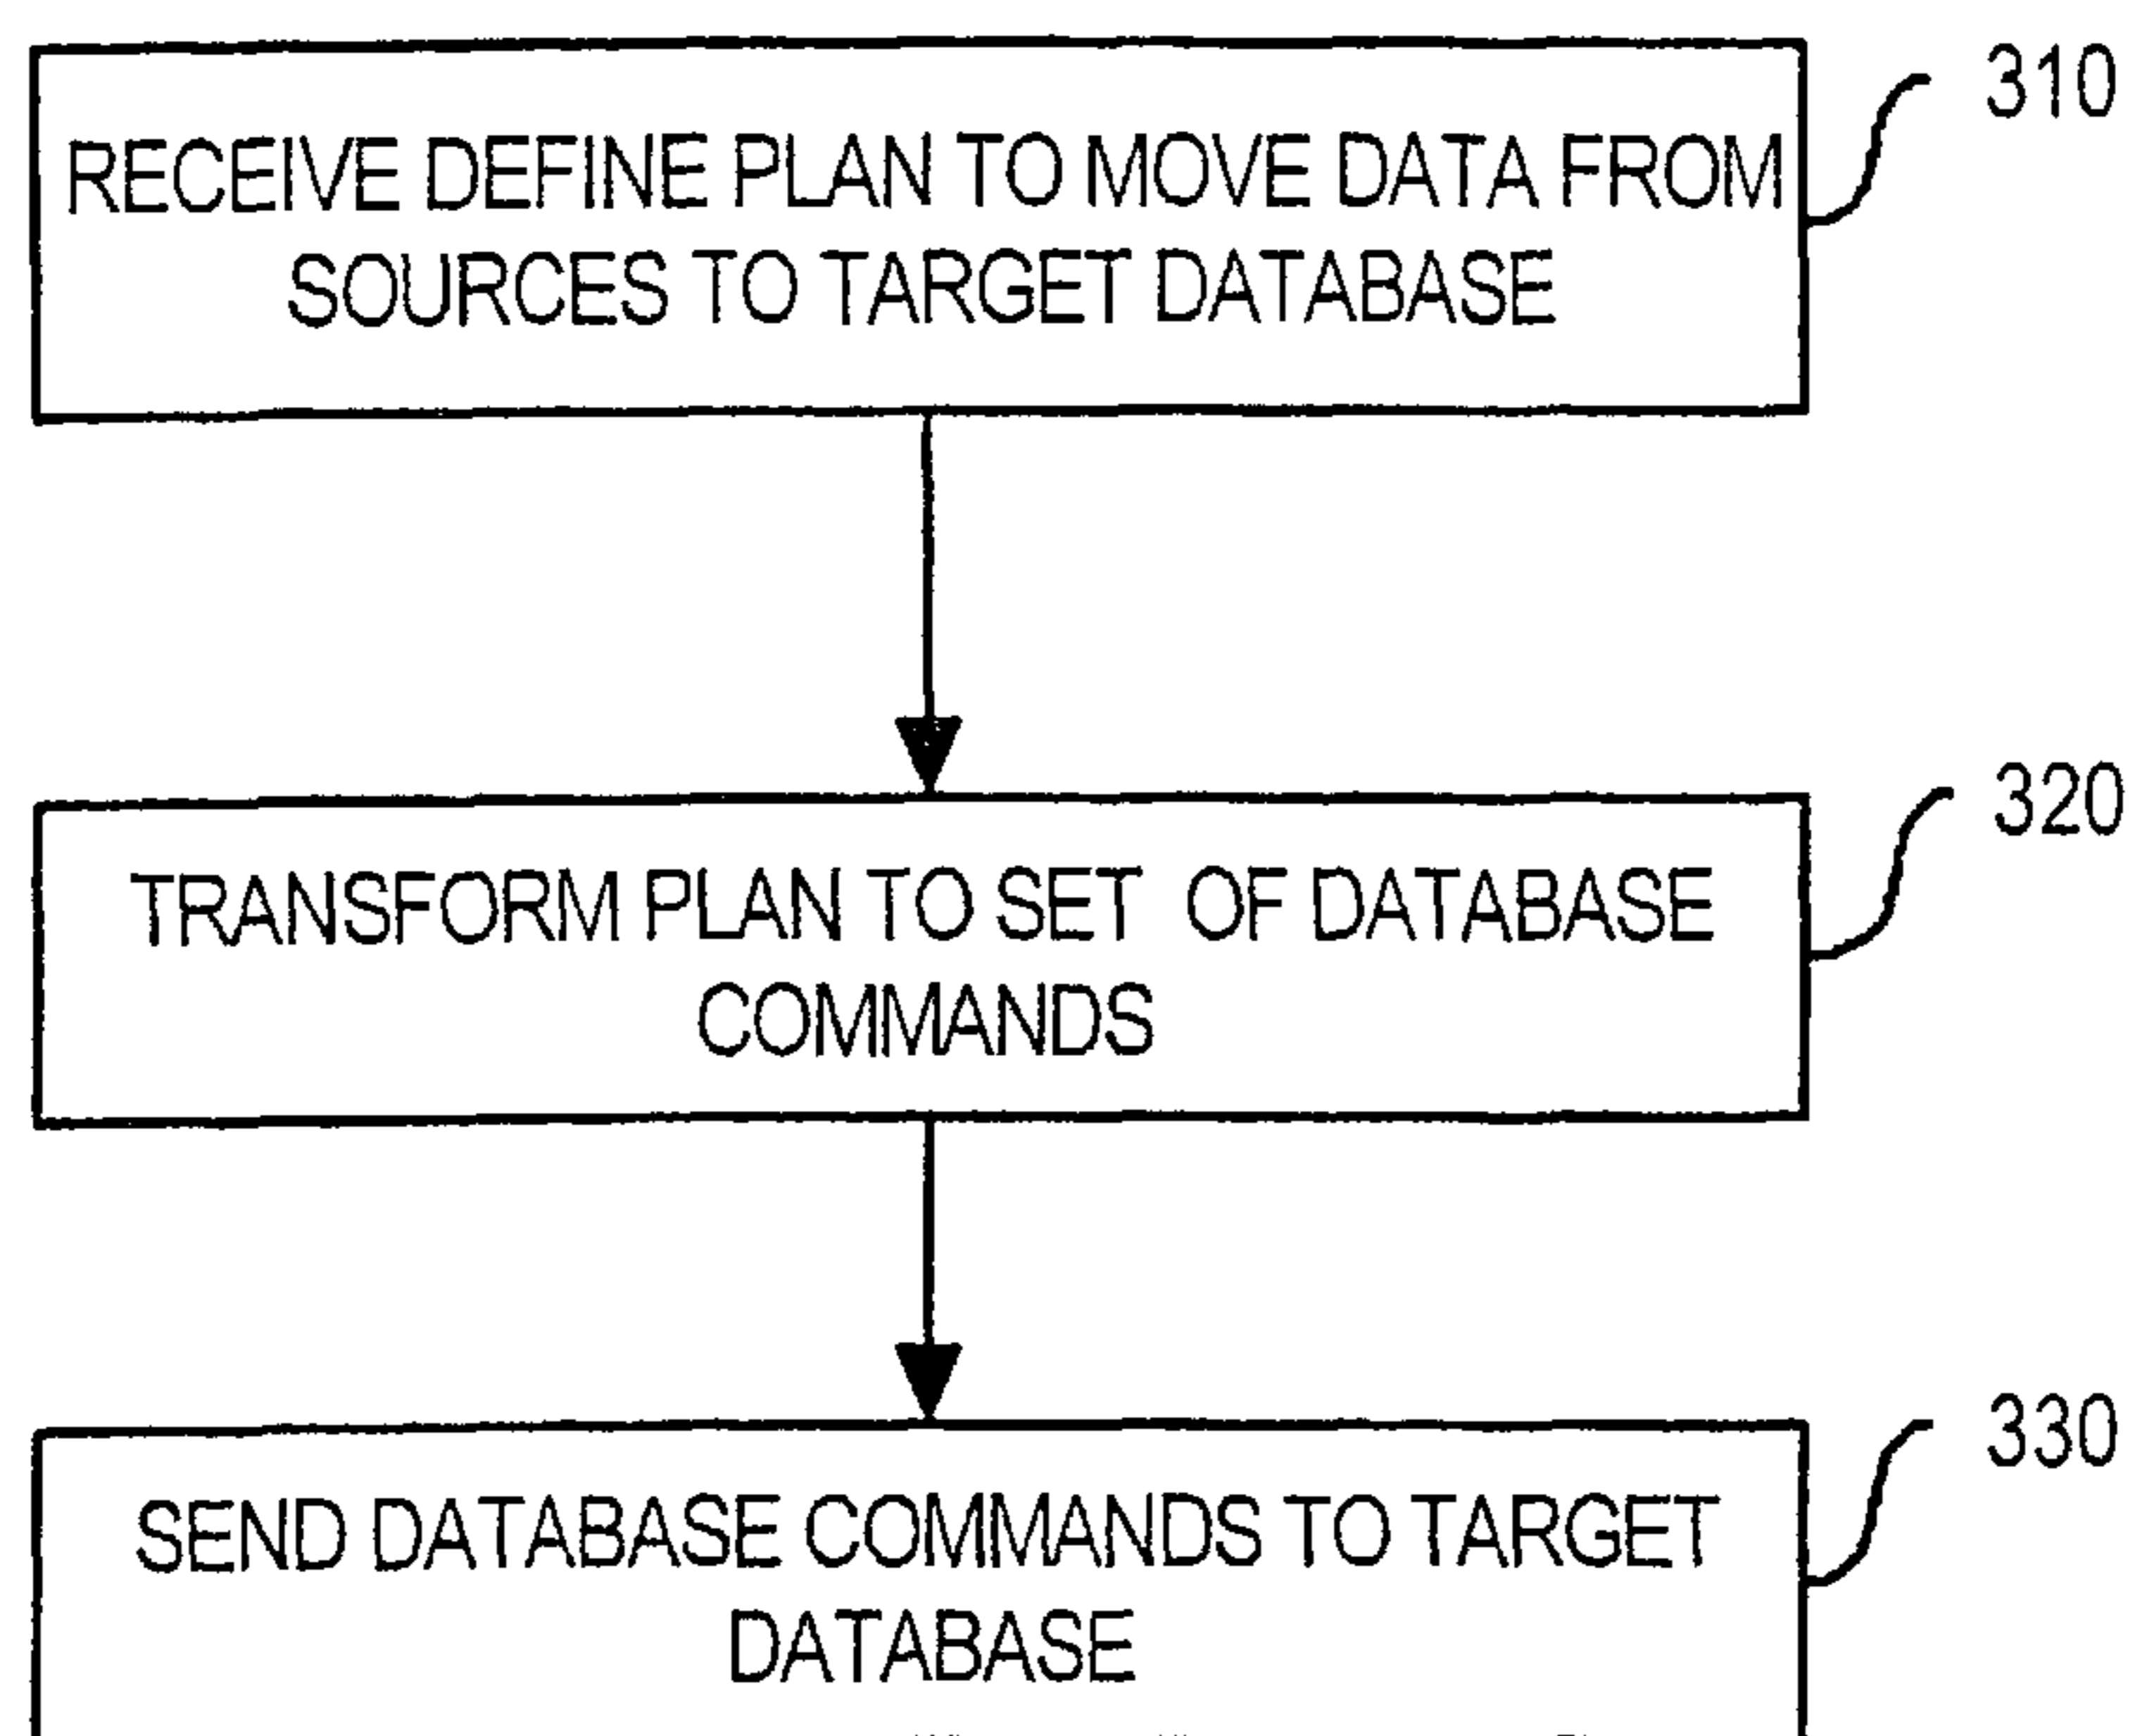 310
RECEIVE DEFINE PLAN TO MOVE DATA FROM
SOURCES TO TARGET DATABASE
320
TRANSFORM PLAN TO SET OF DATABASE
COMMANDS
330
SEND DATABASE COMMANDS TO TARGET
DATABASE